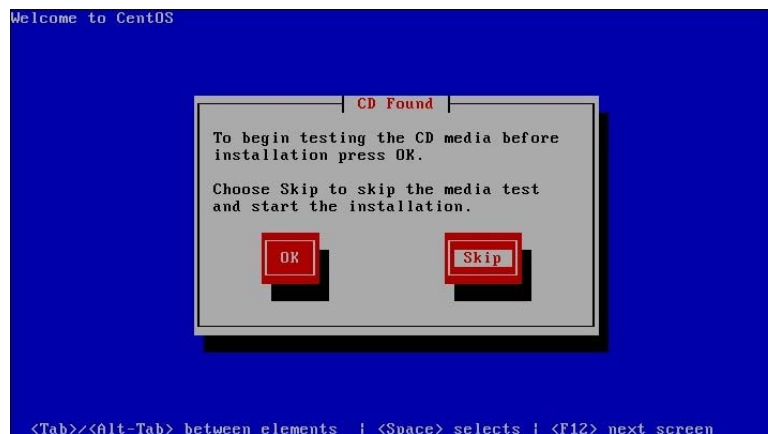 Welcome to CentOS
CD Found
To begin testing the CD media before
installation press OK.
Choose Skip to skip the media test
and start the installation.
OK Skip
<Tab>/<Alt-Tab> between elements | <Space> selects | <F12> next screen